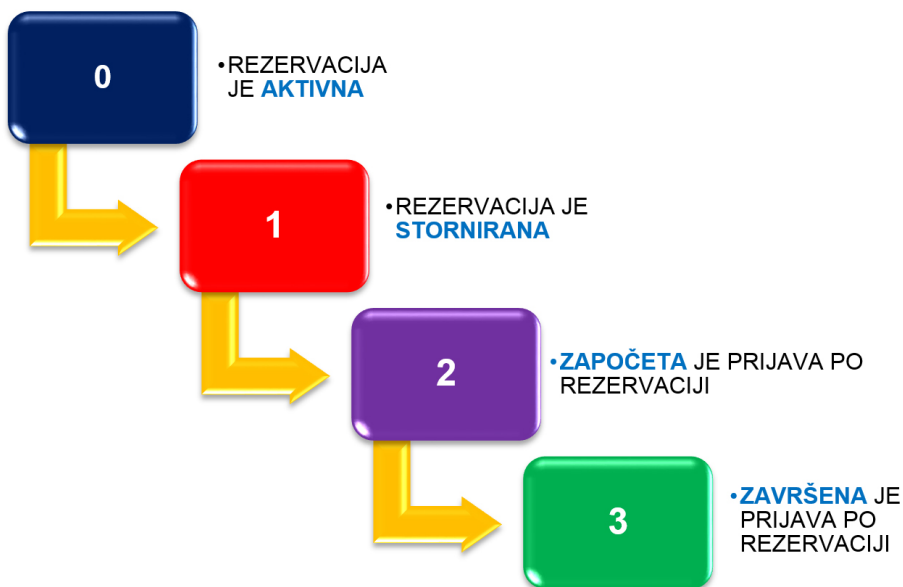 0
•REZERVACIJA
JE AKTIVNA
1
•REZERVACIJA JE
STORNIRANA
2
•ZAPOČETA JE PRIJAVA PO
REZERVACIJI
3
•ZAVRŠENA JE
PRIJAVA PO
REZERVACIJI